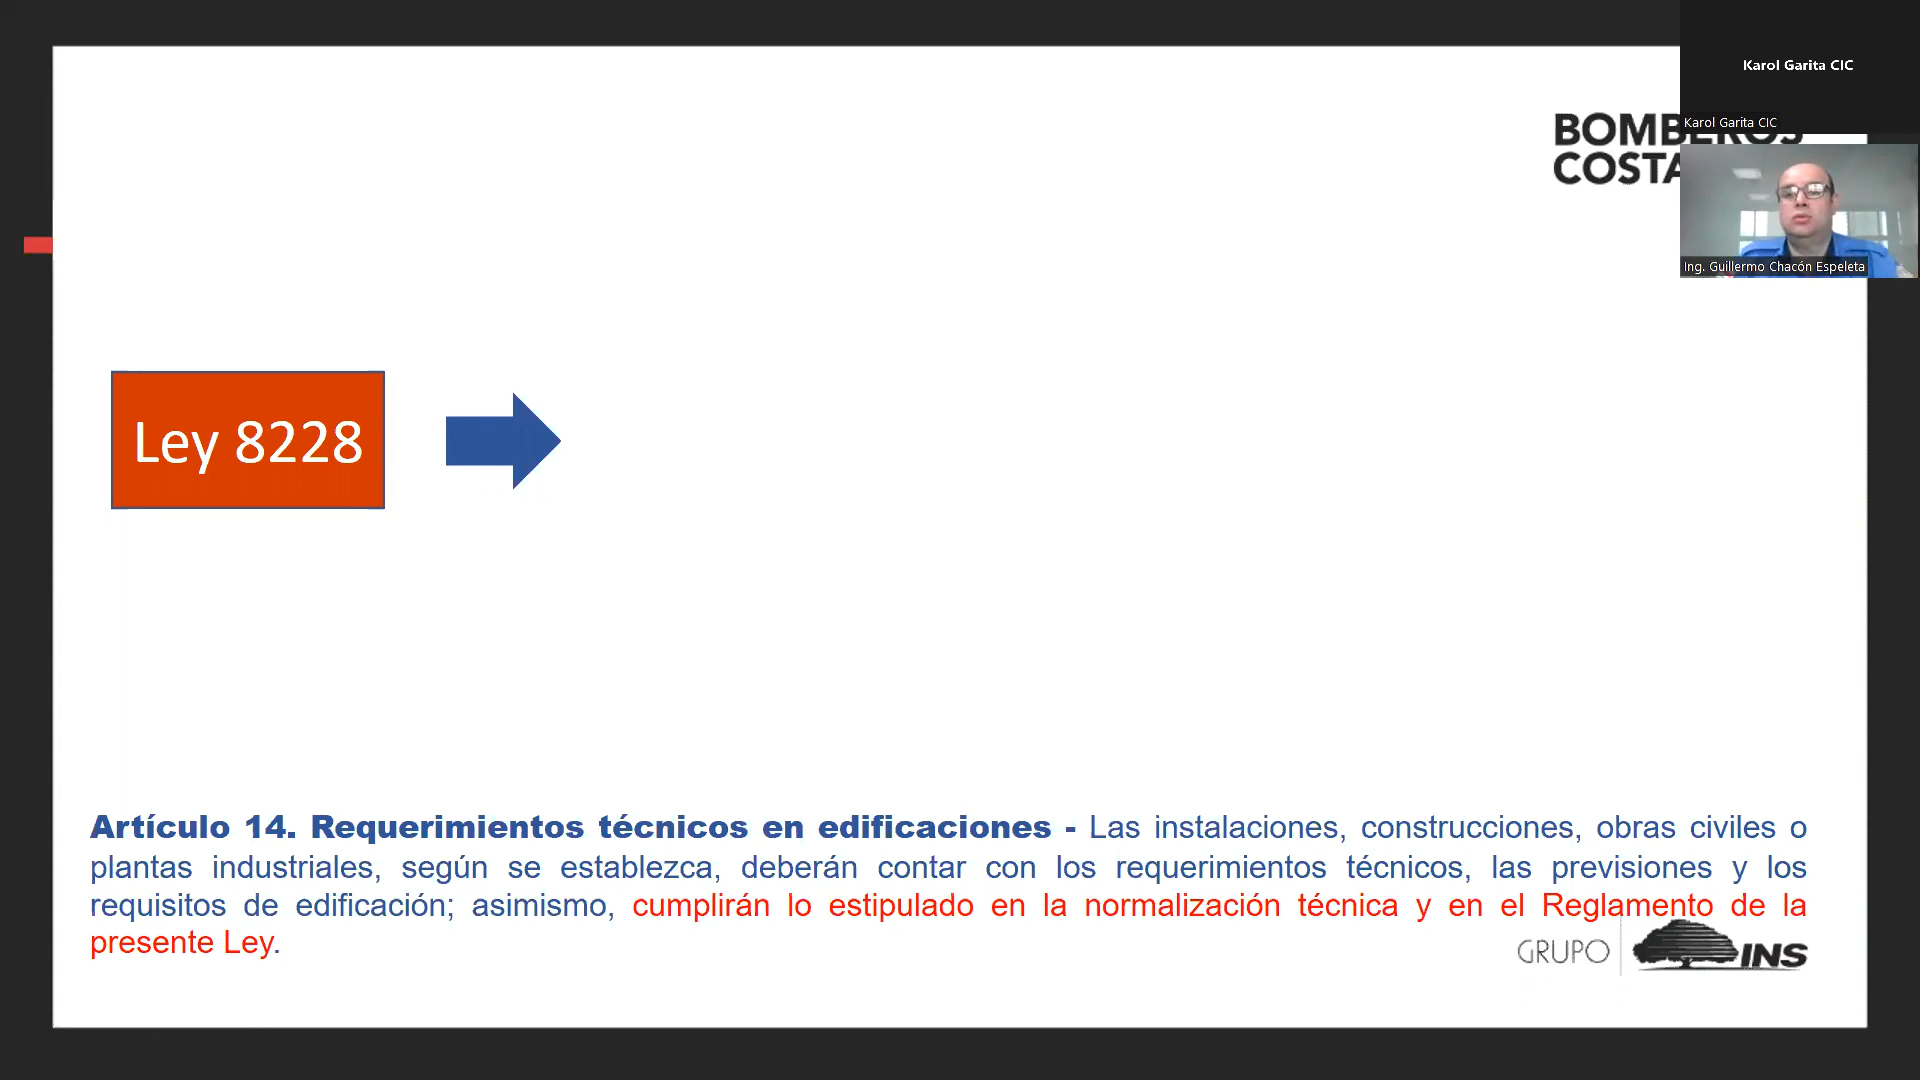 Karol Garita CIC
Karol Garita CIC
BOMBEROS
COSTA
Ing. Guillermo Chacón Espeleta
Ley 8228
Artículo 14. Requerimientos técnicos en edificaciones - Las instalaciones, construcciones, obras civiles o
plantas industriales, según se establezca, deberán contar con los requerimientos técnicos, las previsiones y los
requisitos de edificación; asimismo, cumplirán lo estipulado en la normalización técnica y en el Reglamento de la
presente Ley.
GRUPO INS